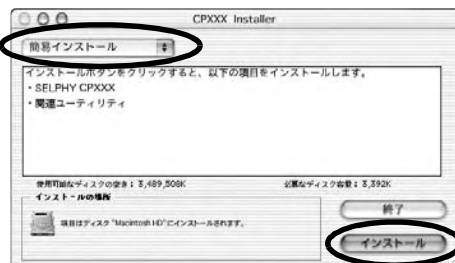 CPXXX Installer
簡易インストール
インストールボタンをクリックすると、以下の項目をインストールします。
・SELPHY CPXXX
・関連ユーティリティ
使用可能なディスクの空き：3,489,508K
必要なディスク容量：3,392K
インストールの場所
項目はディスク "Macintosh HD"にインストールされます。
終了
インストール